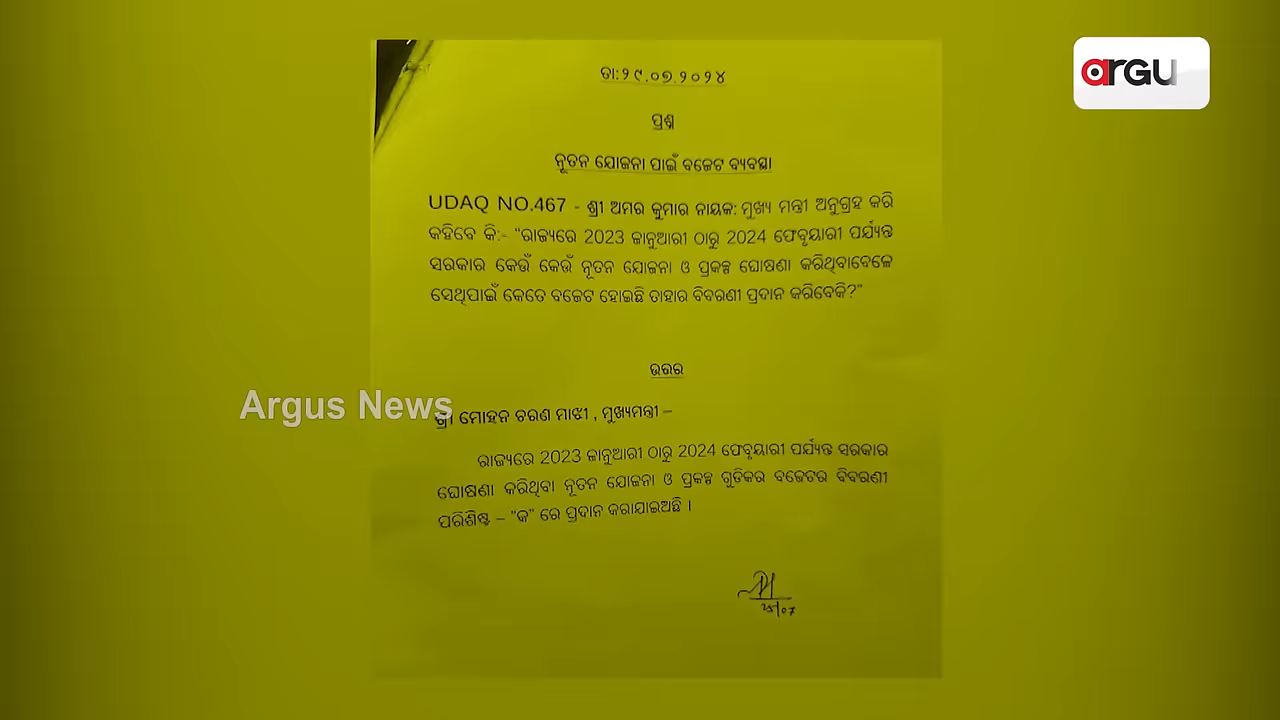 ARGU
ତା:୨୯.୦୭.୨୦୨୪
ପ୍ରଶ୍ନ
ନୂତନ ଯୋଜନା ପାଇଁ ବଜେଟ ବ୍ୟବସ୍ଥା
UDAQ NO.467 - ଶ୍ରୀ ଅମର କୁମାର ନାୟକ: ମୁଖ୍ୟ ମନ୍ତ୍ରୀ ଅନୁଗ୍ରହ କରି
କହିବେ କି:- "ରାଜ୍ୟରେ 2023 ଜାନୁଆରୀ ଠାରୁ 2024 ଫେବୃୟାରୀ ପର୍ଯ୍ୟନ୍ତ
ସରକାର କେଉଁ କେଉଁ ନୂତନ ଯୋଜନା ଓ ପ୍ରକଳ୍ପ ଘୋଷଣା କରିଥିବାବେଳେ
ସେଥିପାଇଁ କେତେ ବଜେଟ ହୋଇଛି ତାହାର ବିବରଣୀ ପ୍ରଦାନ କରିବେକି?"
ଉତ୍ତର
Argus News
ଶ୍ରୀ ମୋହନ ଚରଣ ମାଝୀ , ମୁଖ୍ୟମନ୍ତ୍ରୀ –
ରାଜ୍ୟରେ 2023 ଜାନୁଆରୀ ଠାରୁ 2024 ଫେବୃୟାରୀ ପର୍ଯ୍ୟନ୍ତ ସରକାର
ଘୋଷଣା କରିଥିବା ନୂତନ ଯୋଜନା ଓ ପ୍ରକଳ୍ପ ଗୁଡିକର ବଜେଟର ବିବରଣୀ
ପରିଶିଷ୍ଟ – "କ" ରେ ପ୍ରଦାନ କରାଯାଇଅଛି ।